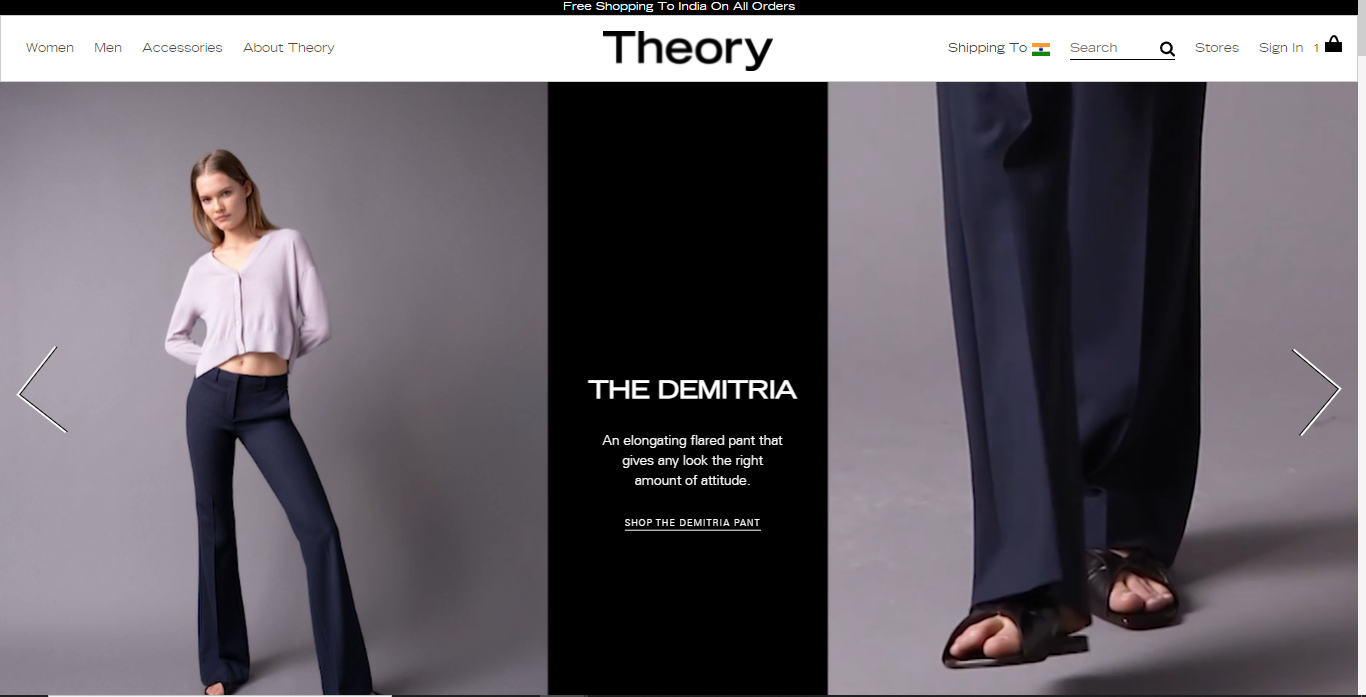 Free Shopping To India On All Orders
Women Men Accessories About Theory
Theory
Shipping To Search Stores Sign In 1
THE DEMITRIA
An elongating flared pant that
gives any look the right
amount of attitude.
SHOP THE DEMITRIA PANT